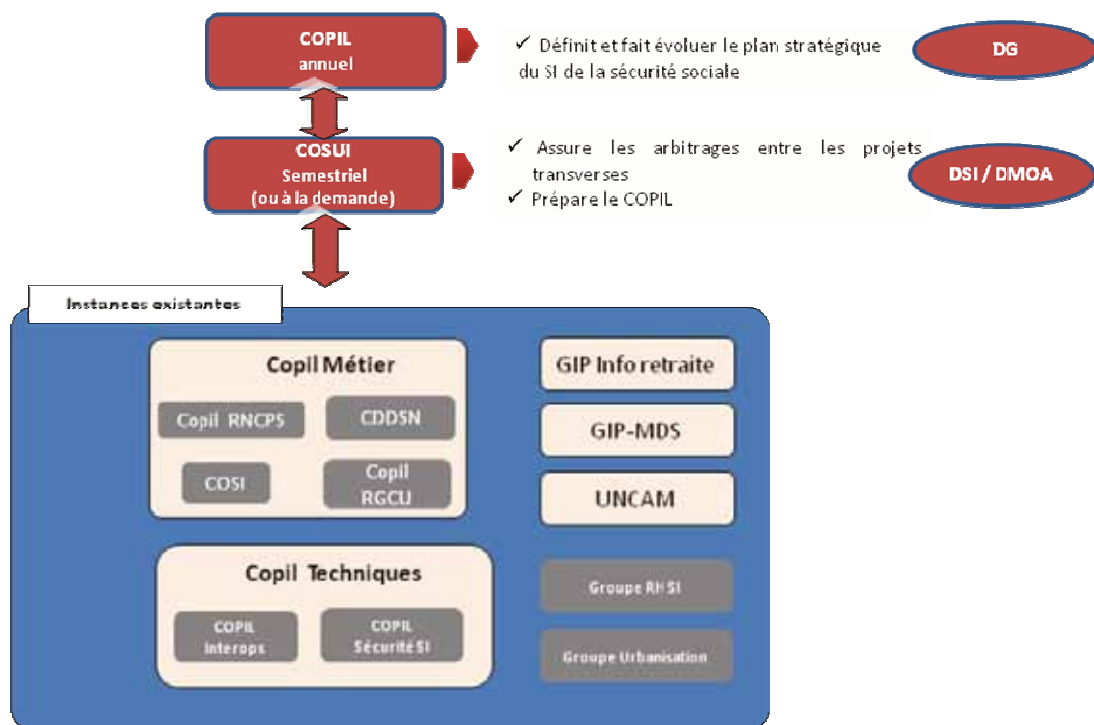 COPIL
annuel
✓ Définit et fait évoluer le plan stratégique
du SI de la sécurité sociale
DG
COSUI
Semestriel
(ou à la demande)
✓ Assure les arbitrages entre les projets
transverses
✓ Prépare le COPIL
DSI / DMOA
Instances existantes
Copil Métier
Copil RNCPS
CDDSN
COSI
Copil
RGCU
GIP Info retraite
GIP-MDS
UNCAM
Copil Techniques
COPIL
Interops
COPIL
Sécurité SI
Groupe RH SI
Groupe Urbanisation